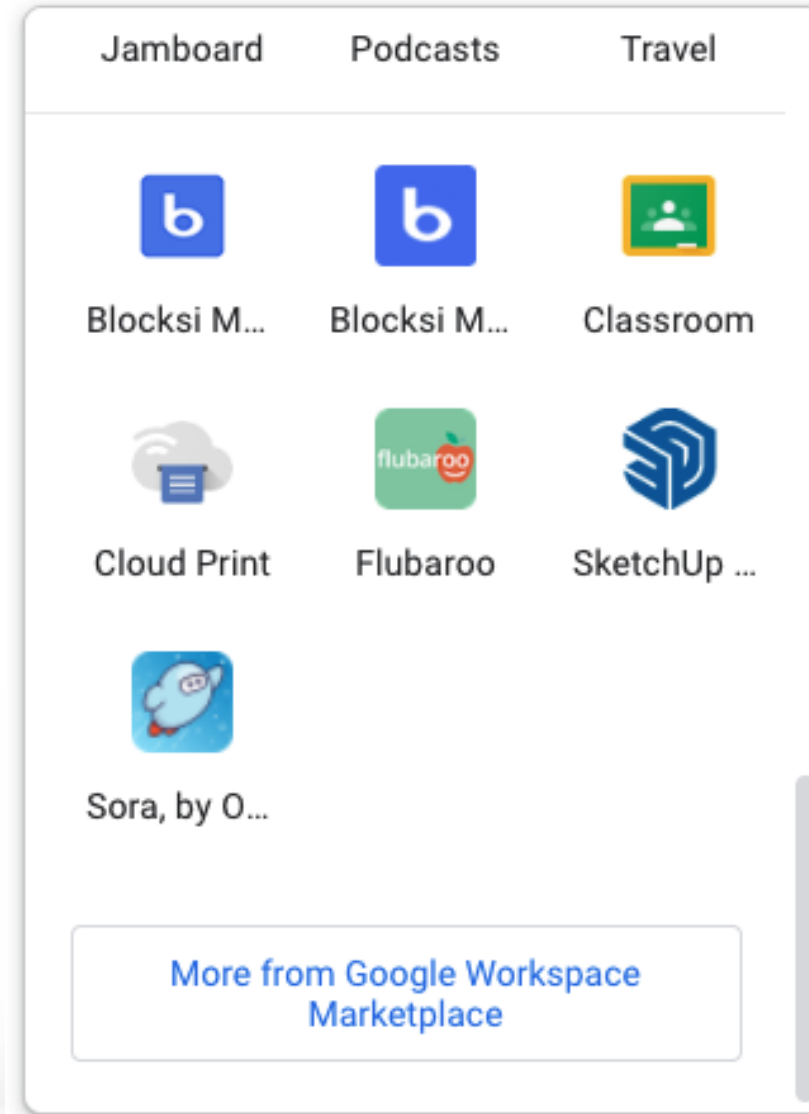 Jamboard Podcasts Travel
b b
Blocksi M... Blocksi M... Classroom
flubaroo
Cloud Print Flubaroo SketchUp ...
Sora, by O...
More from Google Workspace
Marketplace